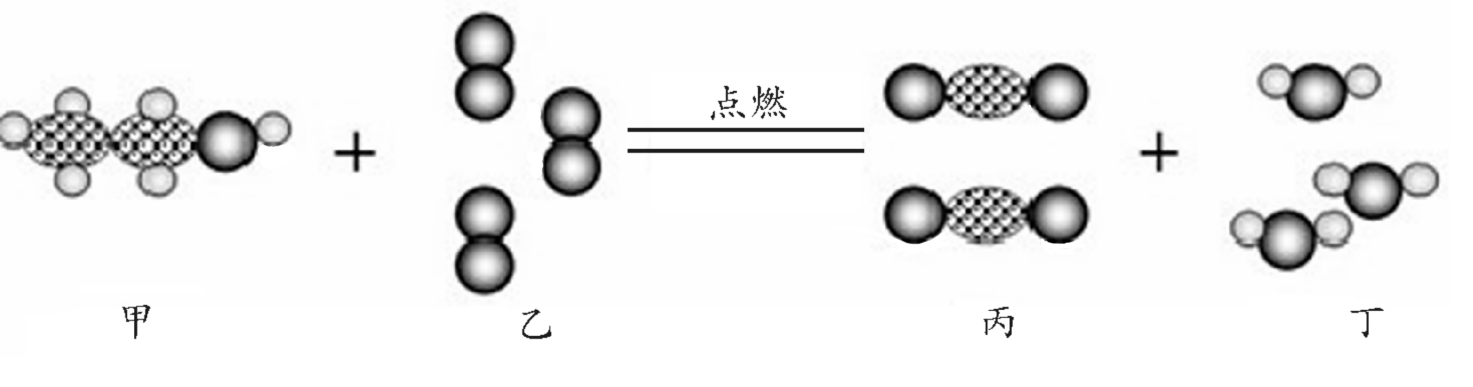 点燃
+
+
甲
乙
丙
丁